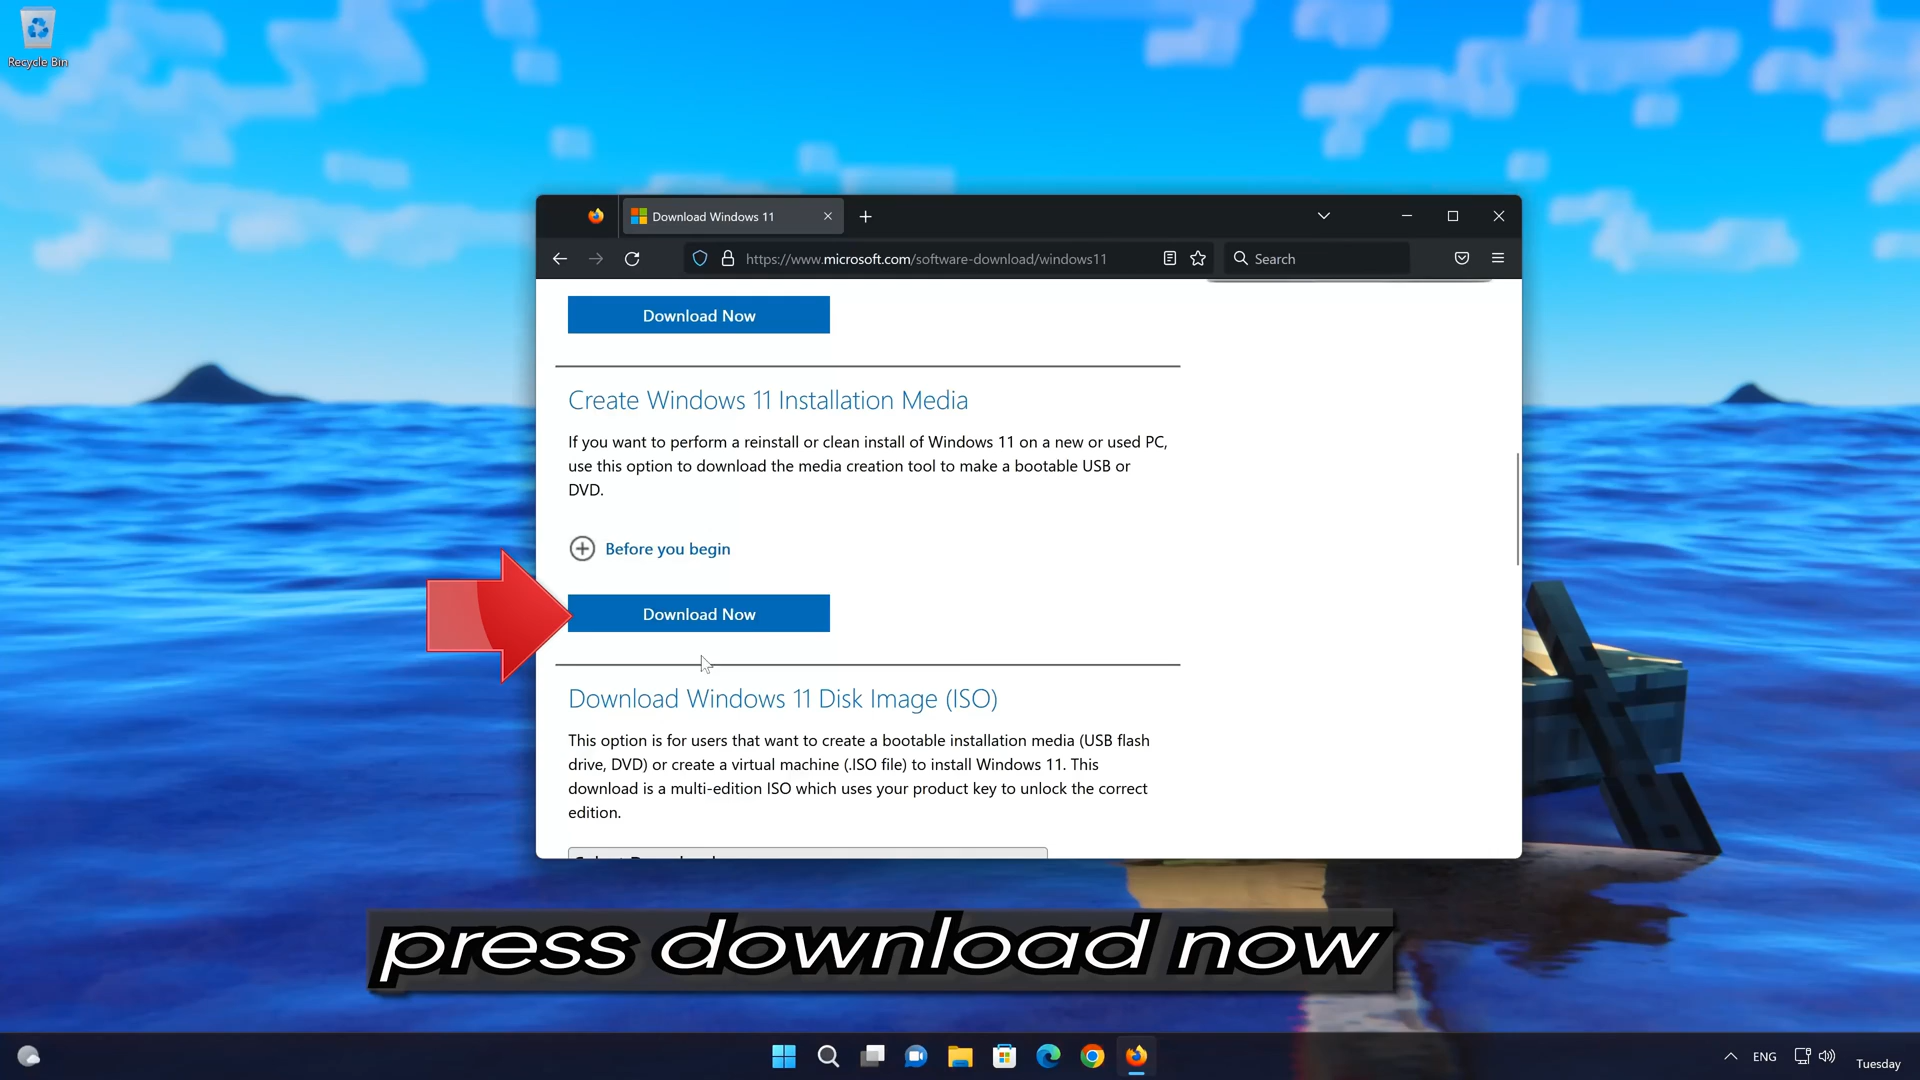 Recycle Bin
Download Windows 11
https://www.microsoft.com/software-download/windows11
Search
Download Now
Create Windows 11 Installation Media
If you want to perform a reinstall or clean install of Windows 11 on a new or used PC,
use this option to download the media creation tool to make a bootable USB or
DVD.
Before you begin
Download Now
Download Windows 11 Disk Image (ISO)
This option is for users that want to create a bootable installation media (USB flash
drive, DVD) or create a virtual machine (.ISO file) to install Windows 11. This
download is a multi-edition ISO which uses your product key to unlock the correct
edition.
press download now
ENG
Tuesday